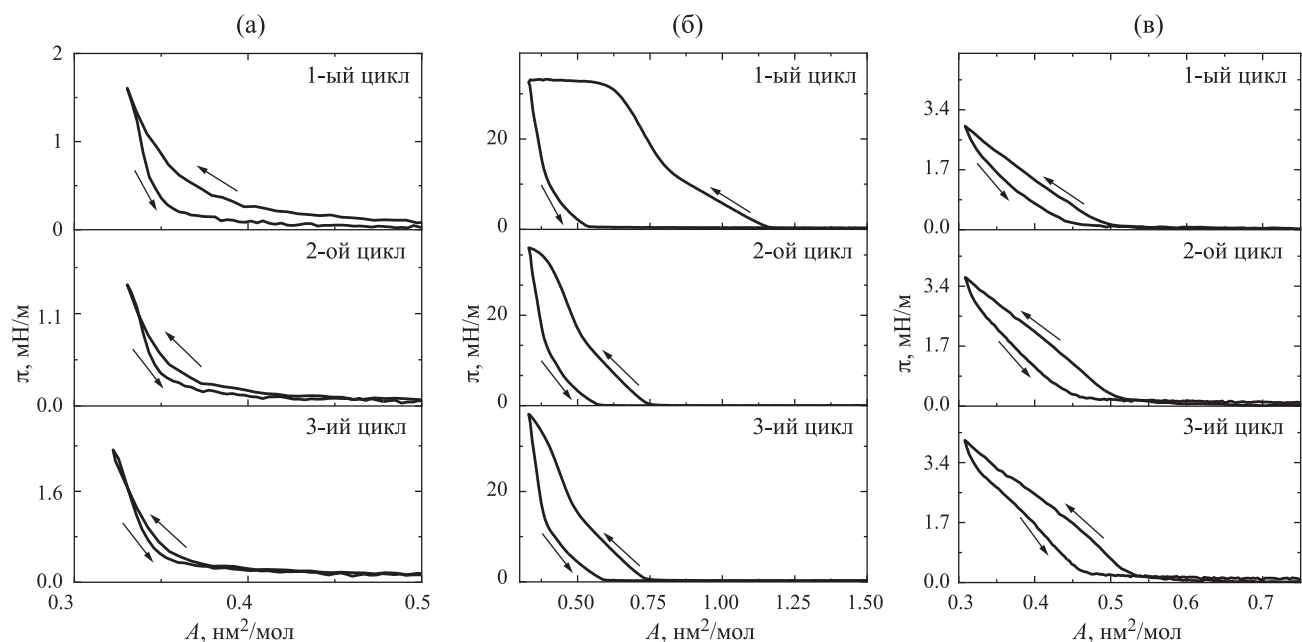 (а)
1-ый цикл
2
1
0
2-ой цикл
1.1
0.0
3-ий цикл
1.6
0.0
0.3
0.4
0.5
π, мН/м
A, нм²/мол
(б)
1-ый цикл
20
0
2-ой цикл
20
0
3-ий цикл
20
0
0.50
0.75
1.00
1.25
1.50
π, мН/м
A, нм²/мол
(в)
1-ый цикл
3.4
1.7
0.0
2-ой цикл
3.4
1.7
0.0
3-ий цикл
3.4
1.7
0.0
0.3
0.4
0.5
0.6
0.7
π, мН/м
A, нм²/мол